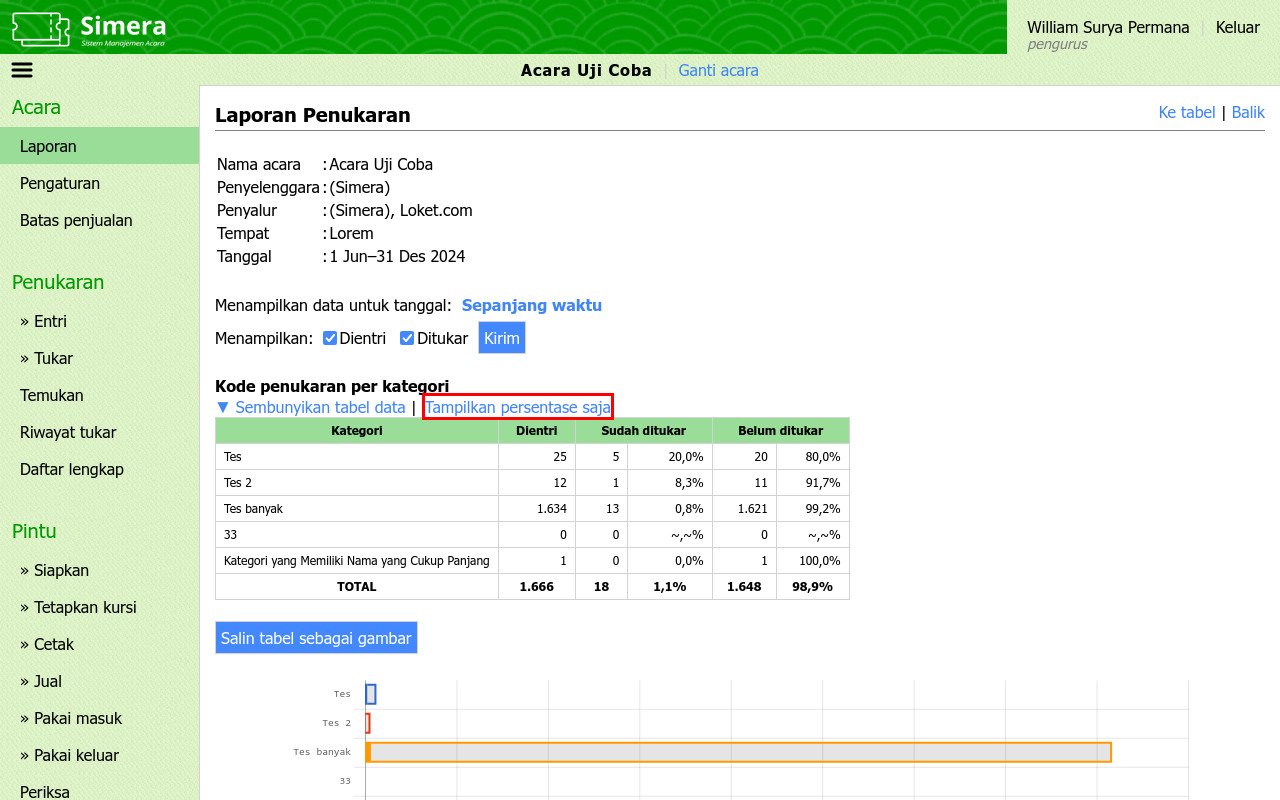 Simera
Sistem Manajemen Acara
William Surya Permana | Keluar
pengurus
Acara Uji Coba | Ganti acara
Acara
Laporan
Pengaturan
Batas penjualan
Penukaran
» Entri
» Tukar
Temukan
Riwayat tukar
Daftar lengkap
Pintu
» Siapkan
» Tetapkan kursi
» Cetak
» Jual
» Pakai masuk
» Pakai keluar
Periksa
Laporan Penukaran
Ke tabel | Balik
Nama acara : Acara Uji Coba
Penyelenggara : (Simera)
Penyalur : (Simera), Loket.com
Tempat : Lorem
Tanggal : 1 Jun–31 Des 2024
Menampilkan data untuk tanggal: Sepanjang waktu
Menampilkan: Dientri Ditukar Kirim
Kode penukaran per kategori
▼ Sembunyikan tabel data | Tampilkan persentase saja
Kategori Dientri Sudah ditukar Belum ditukar
Tes 25 5 20,0% 20 80,0%
Tes 2 12 1 8,3% 11 91,7%
Tes banyak 1.634 13 0,8% 1.621 99,2%
33 0 0 ~,~% 0 ~,~%
Kategori yang Memiliki Nama yang Cukup Panjang 1 0 0,0% 1 100,0%
TOTAL 1.666 18 1,1% 1.648 98,9%
Salin tabel sebagai gambar
Tes
Tes 2
Tes banyak
33